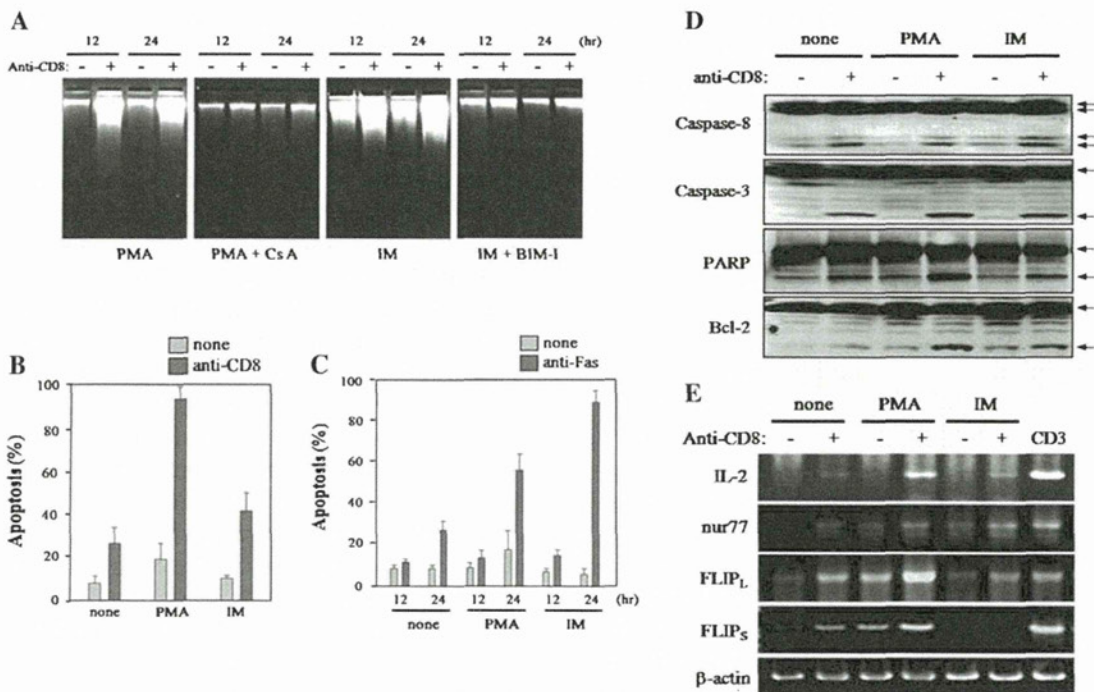 A
12 24 12 24 12 24 12 24 (hr)
Anti-CD8: - + - + - + - + - + - + - + - +
PMA PMA + CsA IM IM + BIM-I
B
none
anti-CD8
Apoptosis (%)
100
80
60
40
20
0
none PMA IM
C
none
anti-Fas
Apoptosis (%)
100
80
60
40
20
0
12 24 12 24 12 24 (hr)
none PMA IM
D
none PMA IM
anti-CD8: - + - + - +
Caspase-8
Caspase-3
PARP
Bcl-2
E
none PMA IM
Anti-CD8: - + - + - + CD3
IL-2
nur77
FLIPL
FLIPS
β-actin